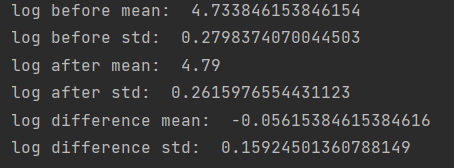 log before mean:  4.733846153846154
log before std:  0.2798374070044503
log after mean:  4.79
log after std:  0.2615976554431123
log difference mean:  -0.05615384615384616
log difference std:  0.15924501360788149